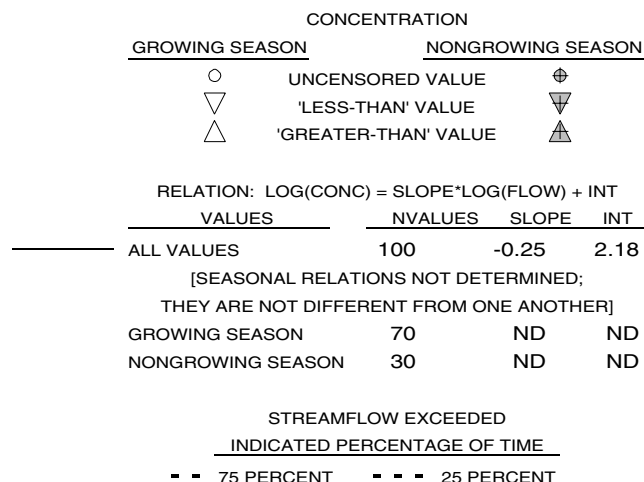 CONCENTRATION
GROWING SEASON NONGROWING SEASON
UNCENSORED VALUE
'LESS-THAN' VALUE
'GREATER-THAN' VALUE
RELATION: LOG(CONC) = SLOPE*LOG(FLOW) + INT
VALUES NVALUES SLOPE INT
ALL VALUES 100 -0.25 2.18
[SEASONAL RELATIONS NOT DETERMINED;
THEY ARE NOT DIFFERENT FROM ONE ANOTHER]
GROWING SEASON 70 ND ND
NONGROWING SEASON 30 ND ND
STREAMFLOW EXCEEDED
INDICATED PERCENTAGE OF TIME
75 PERCENT 25 PERCENT